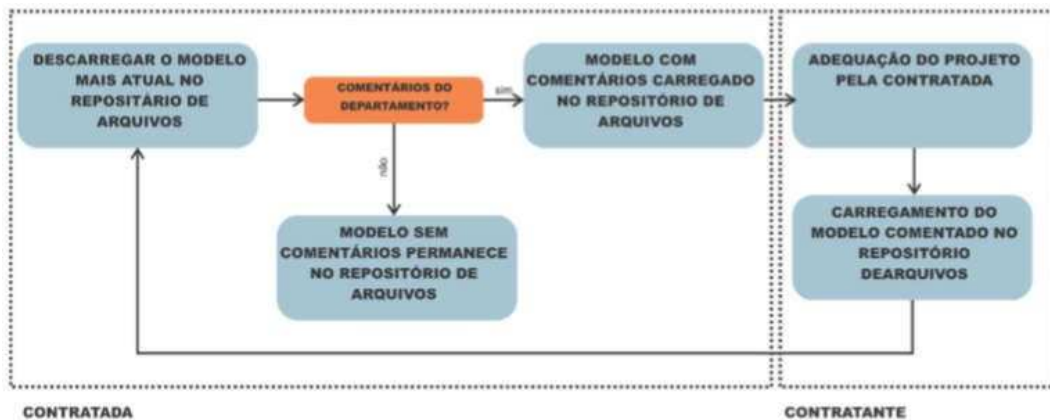 DESCARREGAR O MODELO
MAIS ATUAL NO
REPOSITÁRIO DE
ARQUIVOS
COMENTÁRIOS DO
DEPARTAMENTO?
sim
não
MODELO COM
COMENTÁRIOS CARREGADO
NO REPOSITÓRIO DE
ARQUIVOS
MODELO SEM
COMENTÁRIOS PERMANECE
NO REPOSITÓRIO DE
ARQUIVOS
ADEQUAÇÃO DO PROJETO
PELA CONTRATADA
CARREGAMENTO DO
MODELO COMENTADO NO
REPOSITÓRIO
DEARQUIVOS
CONTRATADA
CONTRATANTE